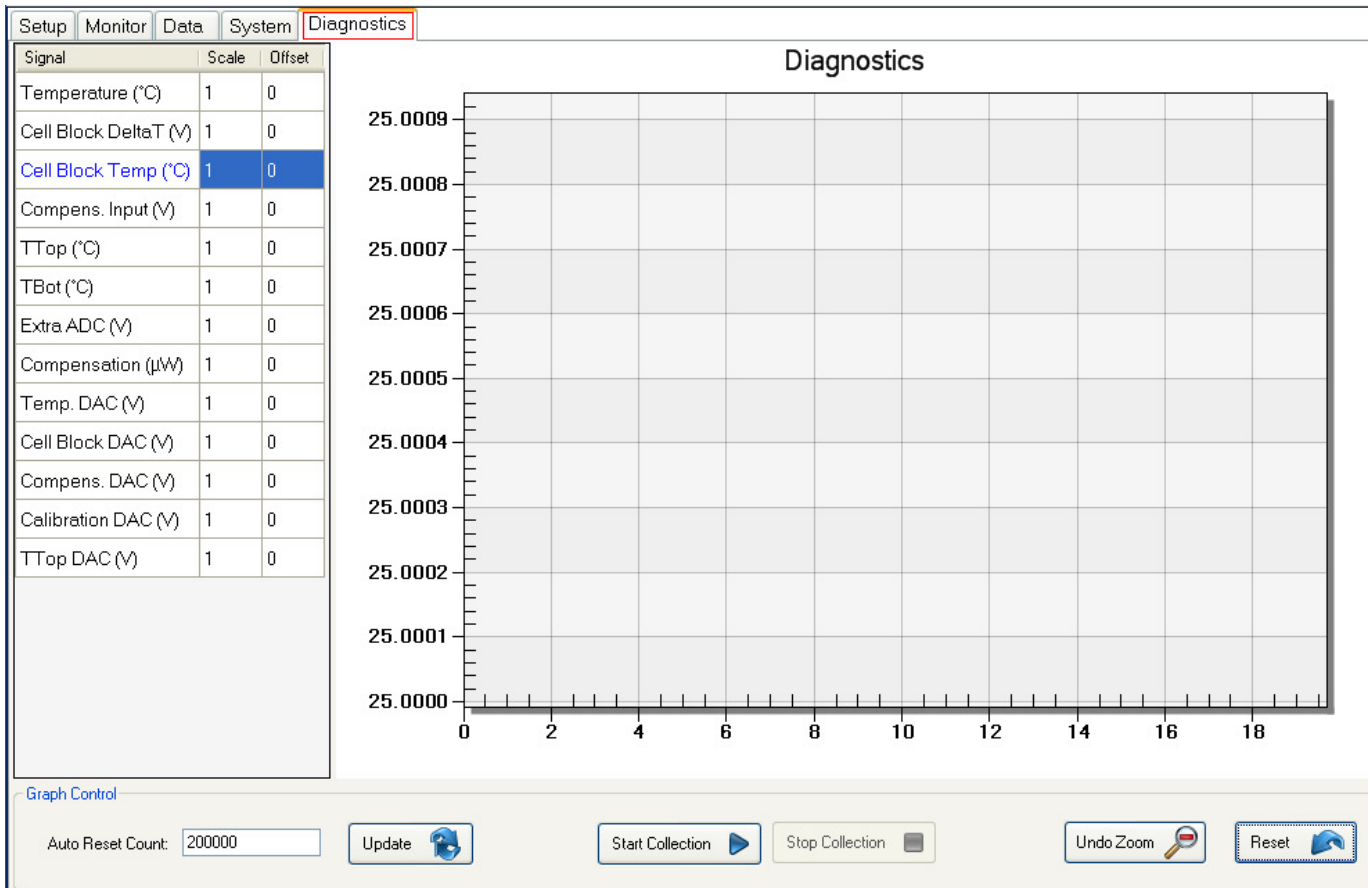 Setup Monitor Data System Diagnostics
Signal Scale Offset
Temperature (°C) 1 0
Cell Block DeltaT (V) 1 0
Cell Block Temp (°C) 1 0
Compens. Input (V) 1 0
TTop (°C) 1 0
TBot (°C) 1 0
Extra ADC (V) 1 0
Compensation (µW) 1 0
Temp. DAC (V) 1 0
Cell Block DAC (V) 1 0
Compens. DAC (V) 1 0
Calibration DAC (V) 1 0
TTop DAC (V) 1 0
Diagnostics
25.0009
25.0008
25.0007
25.0006
25.0005
25.0004
25.0003
25.0002
25.0001
25.0000
0 2 4 6 8 10 12 14 16 18
Graph Control
Auto Reset Count: 200000 Update Start Collection Stop Collection Undo Zoom Reset